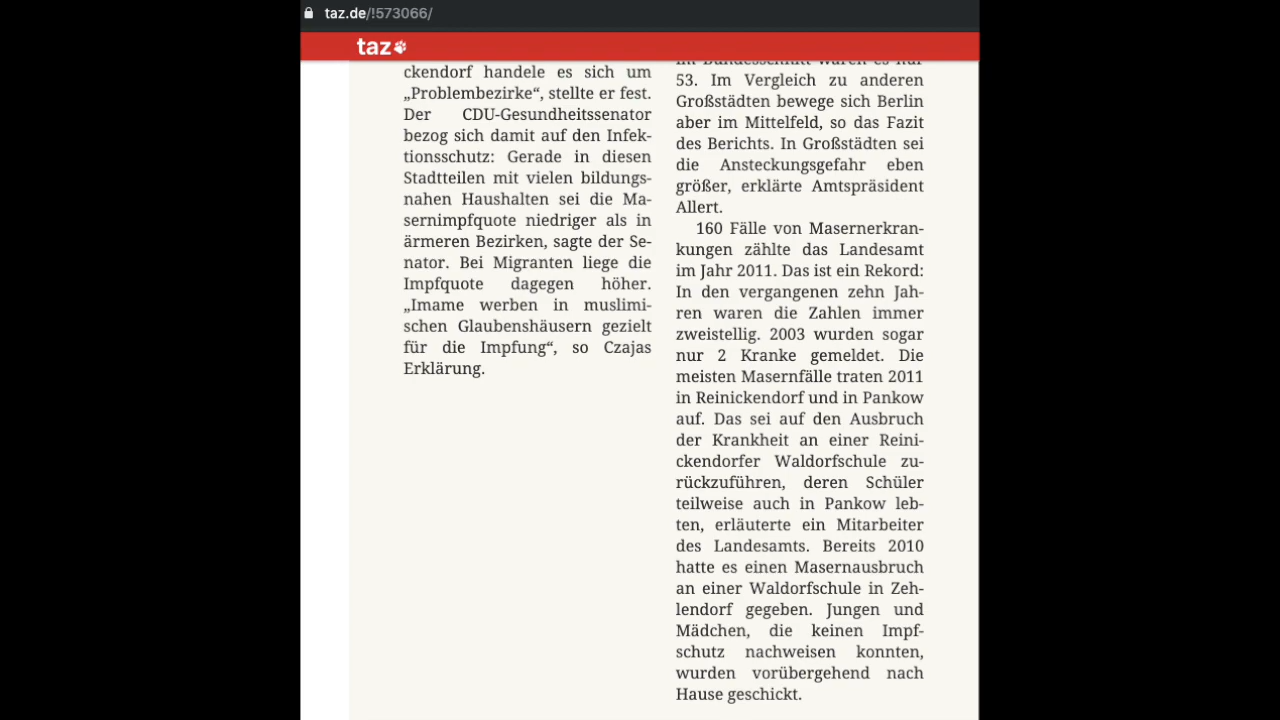 taz.de/!573066/
taz
ckendorf handele es sich um
„Problembezirke“, stellte er fest.
Der CDU-Gesundheitssenator
bezog sich damit auf den Infek-
tionsschutz: Gerade in diesen
Stadtteilen mit vielen bildungs-
nahen Haushalten sei die Ma-
sernimpfquote niedriger als in
ärmeren Bezirken, sagte der Se-
nator. Bei Migranten liege die
Impfquote dagegen höher.
„Imame werben in muslimi-
schen Glaubenshäusern gezielt
für die Impfung“, so Czajas
Erklärung.
im Bundesschnitt waren es nur
53. Im Vergleich zu anderen
Großstädten bewege sich Berlin
aber im Mittelfeld, so das Fazit
des Berichts. In Großstädten sei
die Ansteckungsgefahr eben
größer, erklärte Amtspräsident
Allert.
160 Fälle von Masernerkran-
kungen zählte das Landesamt
im Jahr 2011. Das ist ein Rekord:
In den vergangenen zehn Jah-
ren waren die Zahlen immer
zweistellig. 2003 wurden sogar
nur 2 Kranke gemeldet. Die
meisten Masernfälle traten 2011
in Reinickendorf und in Pankow
auf. Das sei auf den Ausbruch
der Krankheit an einer Reini-
ckendorfer Waldorfschule zu-
rückzuführen, deren Schüler
teilweise auch in Pankow leb-
ten, erläuterte ein Mitarbeiter
des Landesamts. Bereits 2010
hatte es einen Masernausbruch
an einer Waldorfschule in Zeh-
lendorf gegeben. Jungen und
Mädchen, die keinen Impf-
schutz nachweisen konnten,
wurden vorübergehend nach
Hause geschickt.